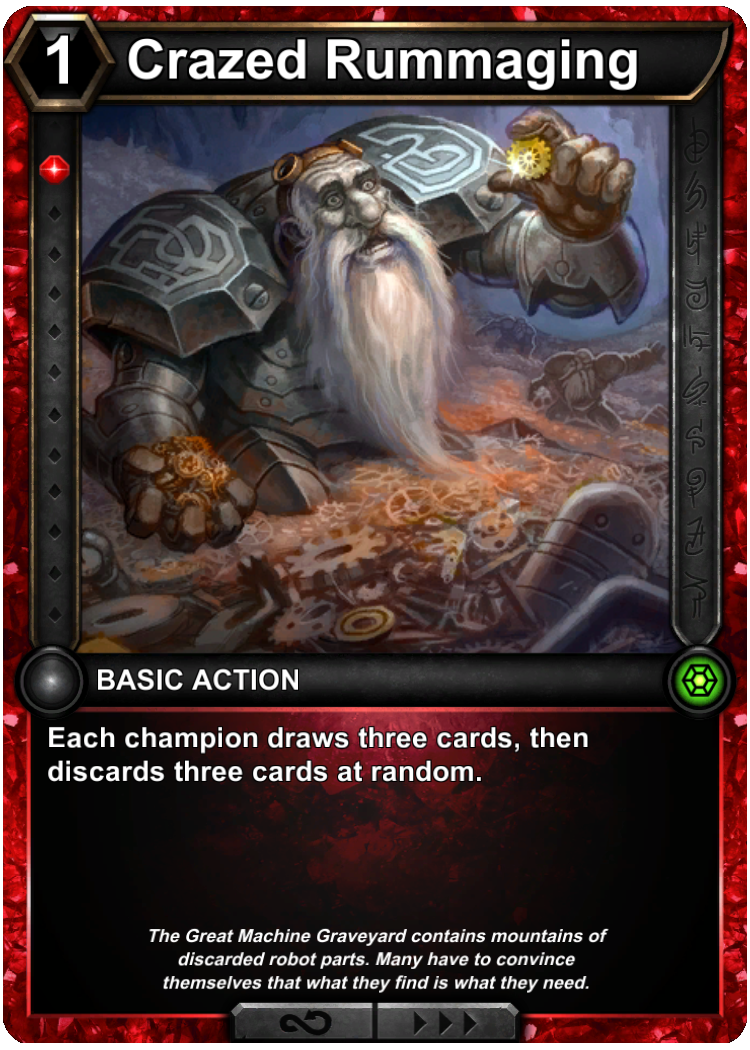 1
Crazed Rummaging
BASIC ACTION
Each champion draws three cards, then
discards three cards at random.
The Great Machine Graveyard contains mountains of
discarded robot parts. Many have to convince
themselves that what they find is what they need.